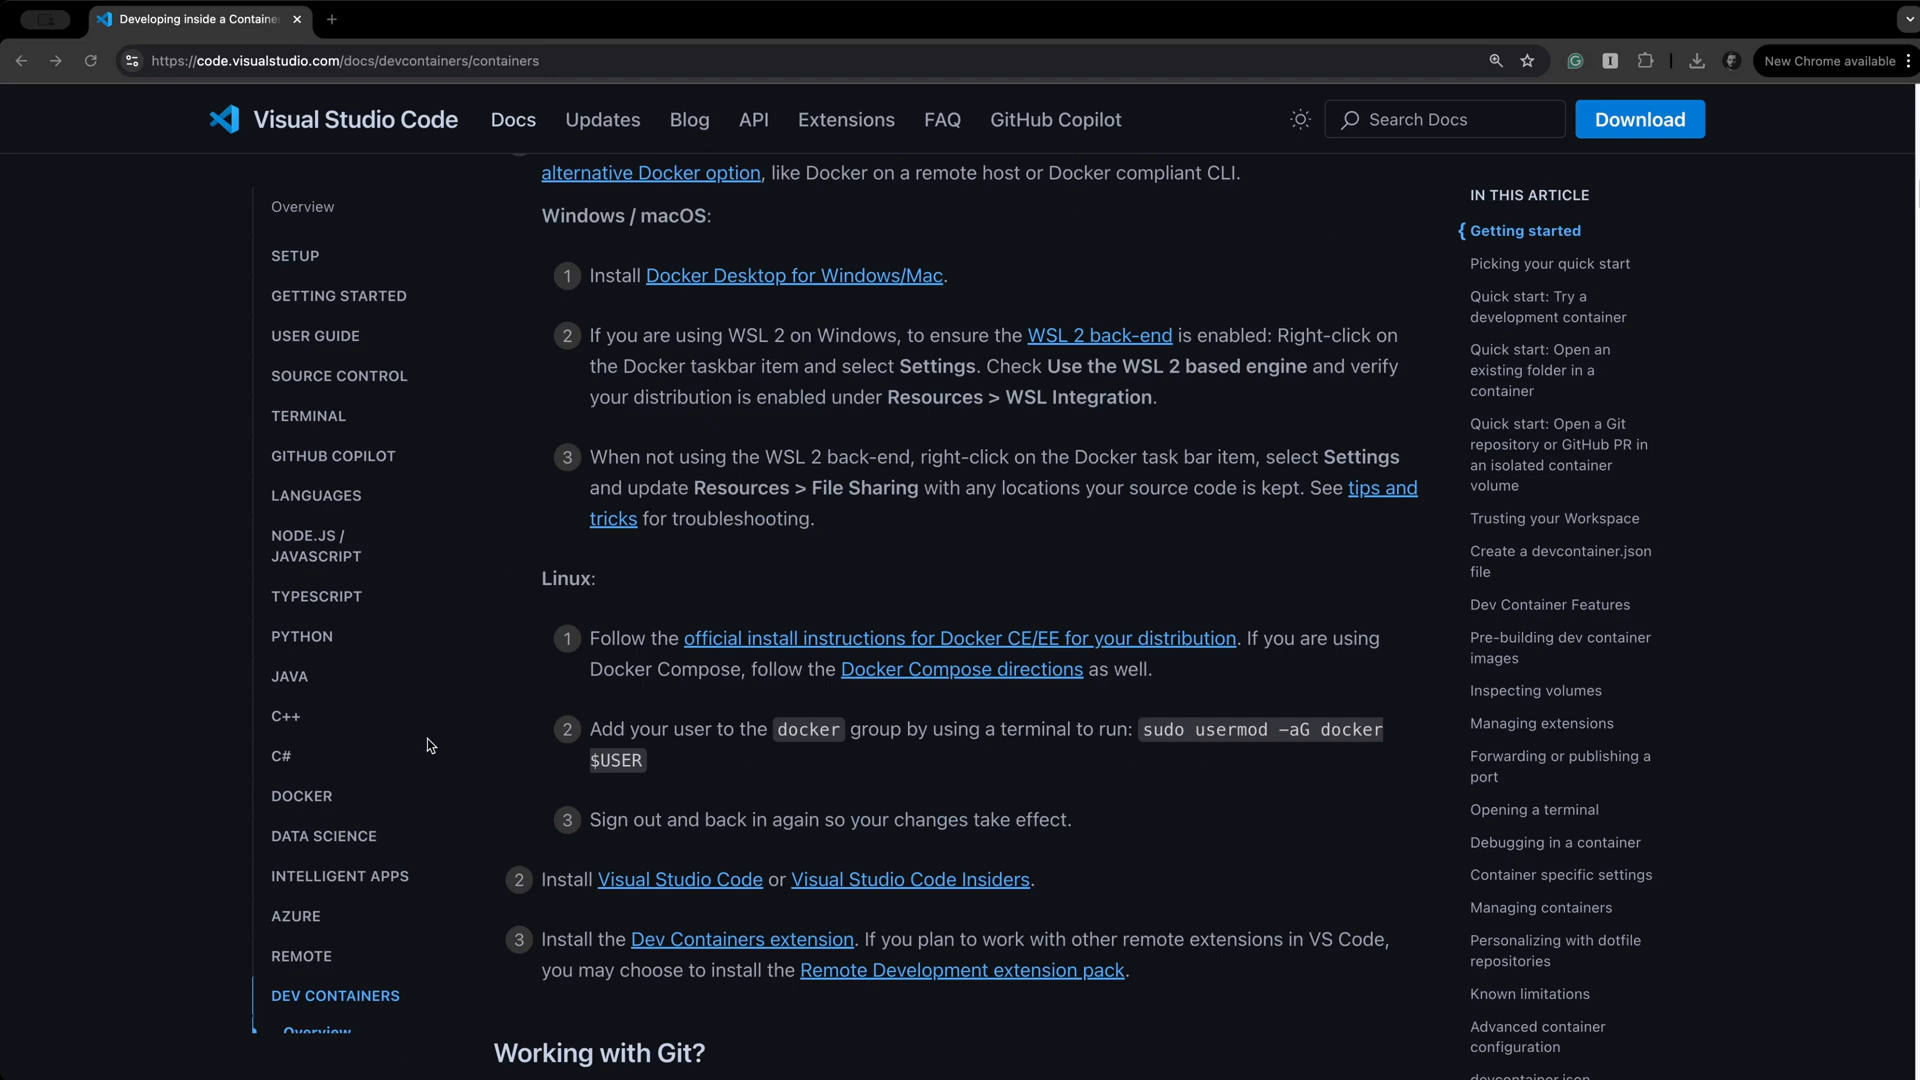 Developing inside a Containe
https://code.visualstudio.com/docs/devcontainers/containers
New Chrome available
Visual Studio Code
Docs
Updates
Blog
API
Extensions
FAQ
GitHub Copilot
Search Docs
Download
Overview
SETUP
GETTING STARTED
USER GUIDE
SOURCE CONTROL
TERMINAL
GITHUB COPILOT
LANGUAGES
NODE.JS /
JAVASCRIPT
TYPESCRIPT
PYTHON
JAVA
C++
C#
DOCKER
DATA SCIENCE
INTELLIGENT APPS
AZURE
REMOTE
DEV CONTAINERS
Overview
alternative Docker option, like Docker on a remote host or Docker compliant CLI.
Windows / macOS:
1 Install Docker Desktop for Windows/Mac.
2 If you are using WSL 2 on Windows, to ensure the WSL 2 back-end is enabled: Right-click on
the Docker taskbar item and select Settings. Check Use the WSL 2 based engine and verify
your distribution is enabled under Resources > WSL Integration.
3 When not using the WSL 2 back-end, right-click on the Docker task bar item, select Settings
and update Resources > File Sharing with any locations your source code is kept. See tips and
tricks for troubleshooting.
Linux:
1 Follow the official install instructions for Docker CE/EE for your distribution. If you are using
Docker Compose, follow the Docker Compose directions as well.
2 Add your user to the docker group by using a terminal to run: sudo usermod -aG docker
$USER
3 Sign out and back in again so your changes take effect.
2 Install Visual Studio Code or Visual Studio Code Insiders.
3 Install the Dev Containers extension. If you plan to work with other remote extensions in VS Code,
you may choose to install the Remote Development extension pack.
Working with Git?
IN THIS ARTICLE
Getting started
Picking your quick start
Quick start: Try a
development container
Quick start: Open an
existing folder in a
container
Quick start: Open a Git
repository or GitHub PR in
an isolated container
volume
Trusting your Workspace
Create a devcontainer.json
file
Dev Container Features
Pre-building dev container
images
Inspecting volumes
Managing extensions
Forwarding or publishing a
port
Opening a terminal
Debugging in a container
Container specific settings
Managing containers
Personalizing with dotfile
repositories
Known limitations
Advanced container
configuration
devcontainer.json